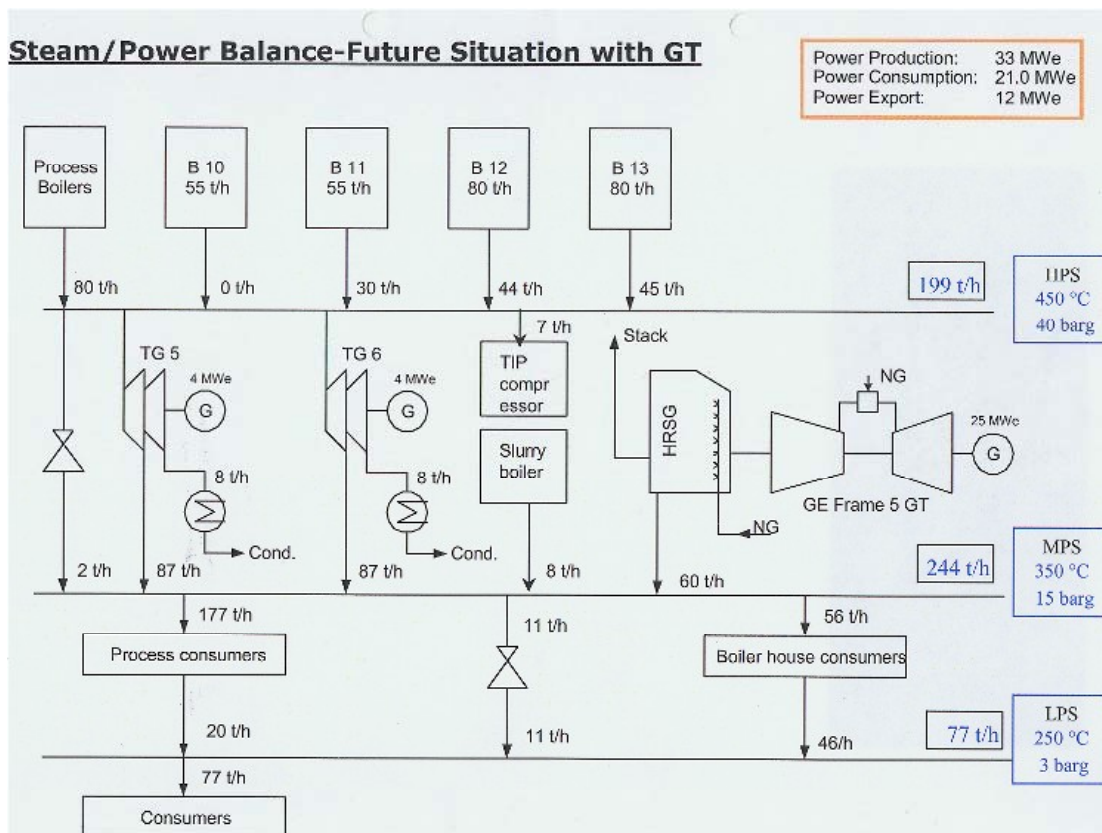 Steam/Power Balance-Future Situation with GT
Power Production: 33 MWe
Power Consumption: 21.0 MWe
Power Export: 12 MWe
Process
Boilers
B 10
55 t/h
B 11
55 t/h
B 12
80 t/h
B 13
80 t/h
80 t/h
0 t/h
30 t/h
44 t/h
45 t/h
199 t/h
HPS
450 °C
40 barg
TG 5
4 MWe
G
8 t/h
Cond.
TG 6
4 MWe
G
8 t/h
Cond.
7 t/h
TIP
compr
essor
Slurry
boiler
Stack
HRSG
NG
NG
25 MWe
G
GE Frame 5 GT
2 t/h
87 t/h
87 t/h
8 t/h
60 t/h
244 t/h
MPS
350 °C
15 barg
177 t/h
11 t/h
56 t/h
Process consumers
Boiler house consumers
20 t/h
11 t/h
46/h
77 t/h
LPS
250 °C
3 barg
77 t/h
Consumers